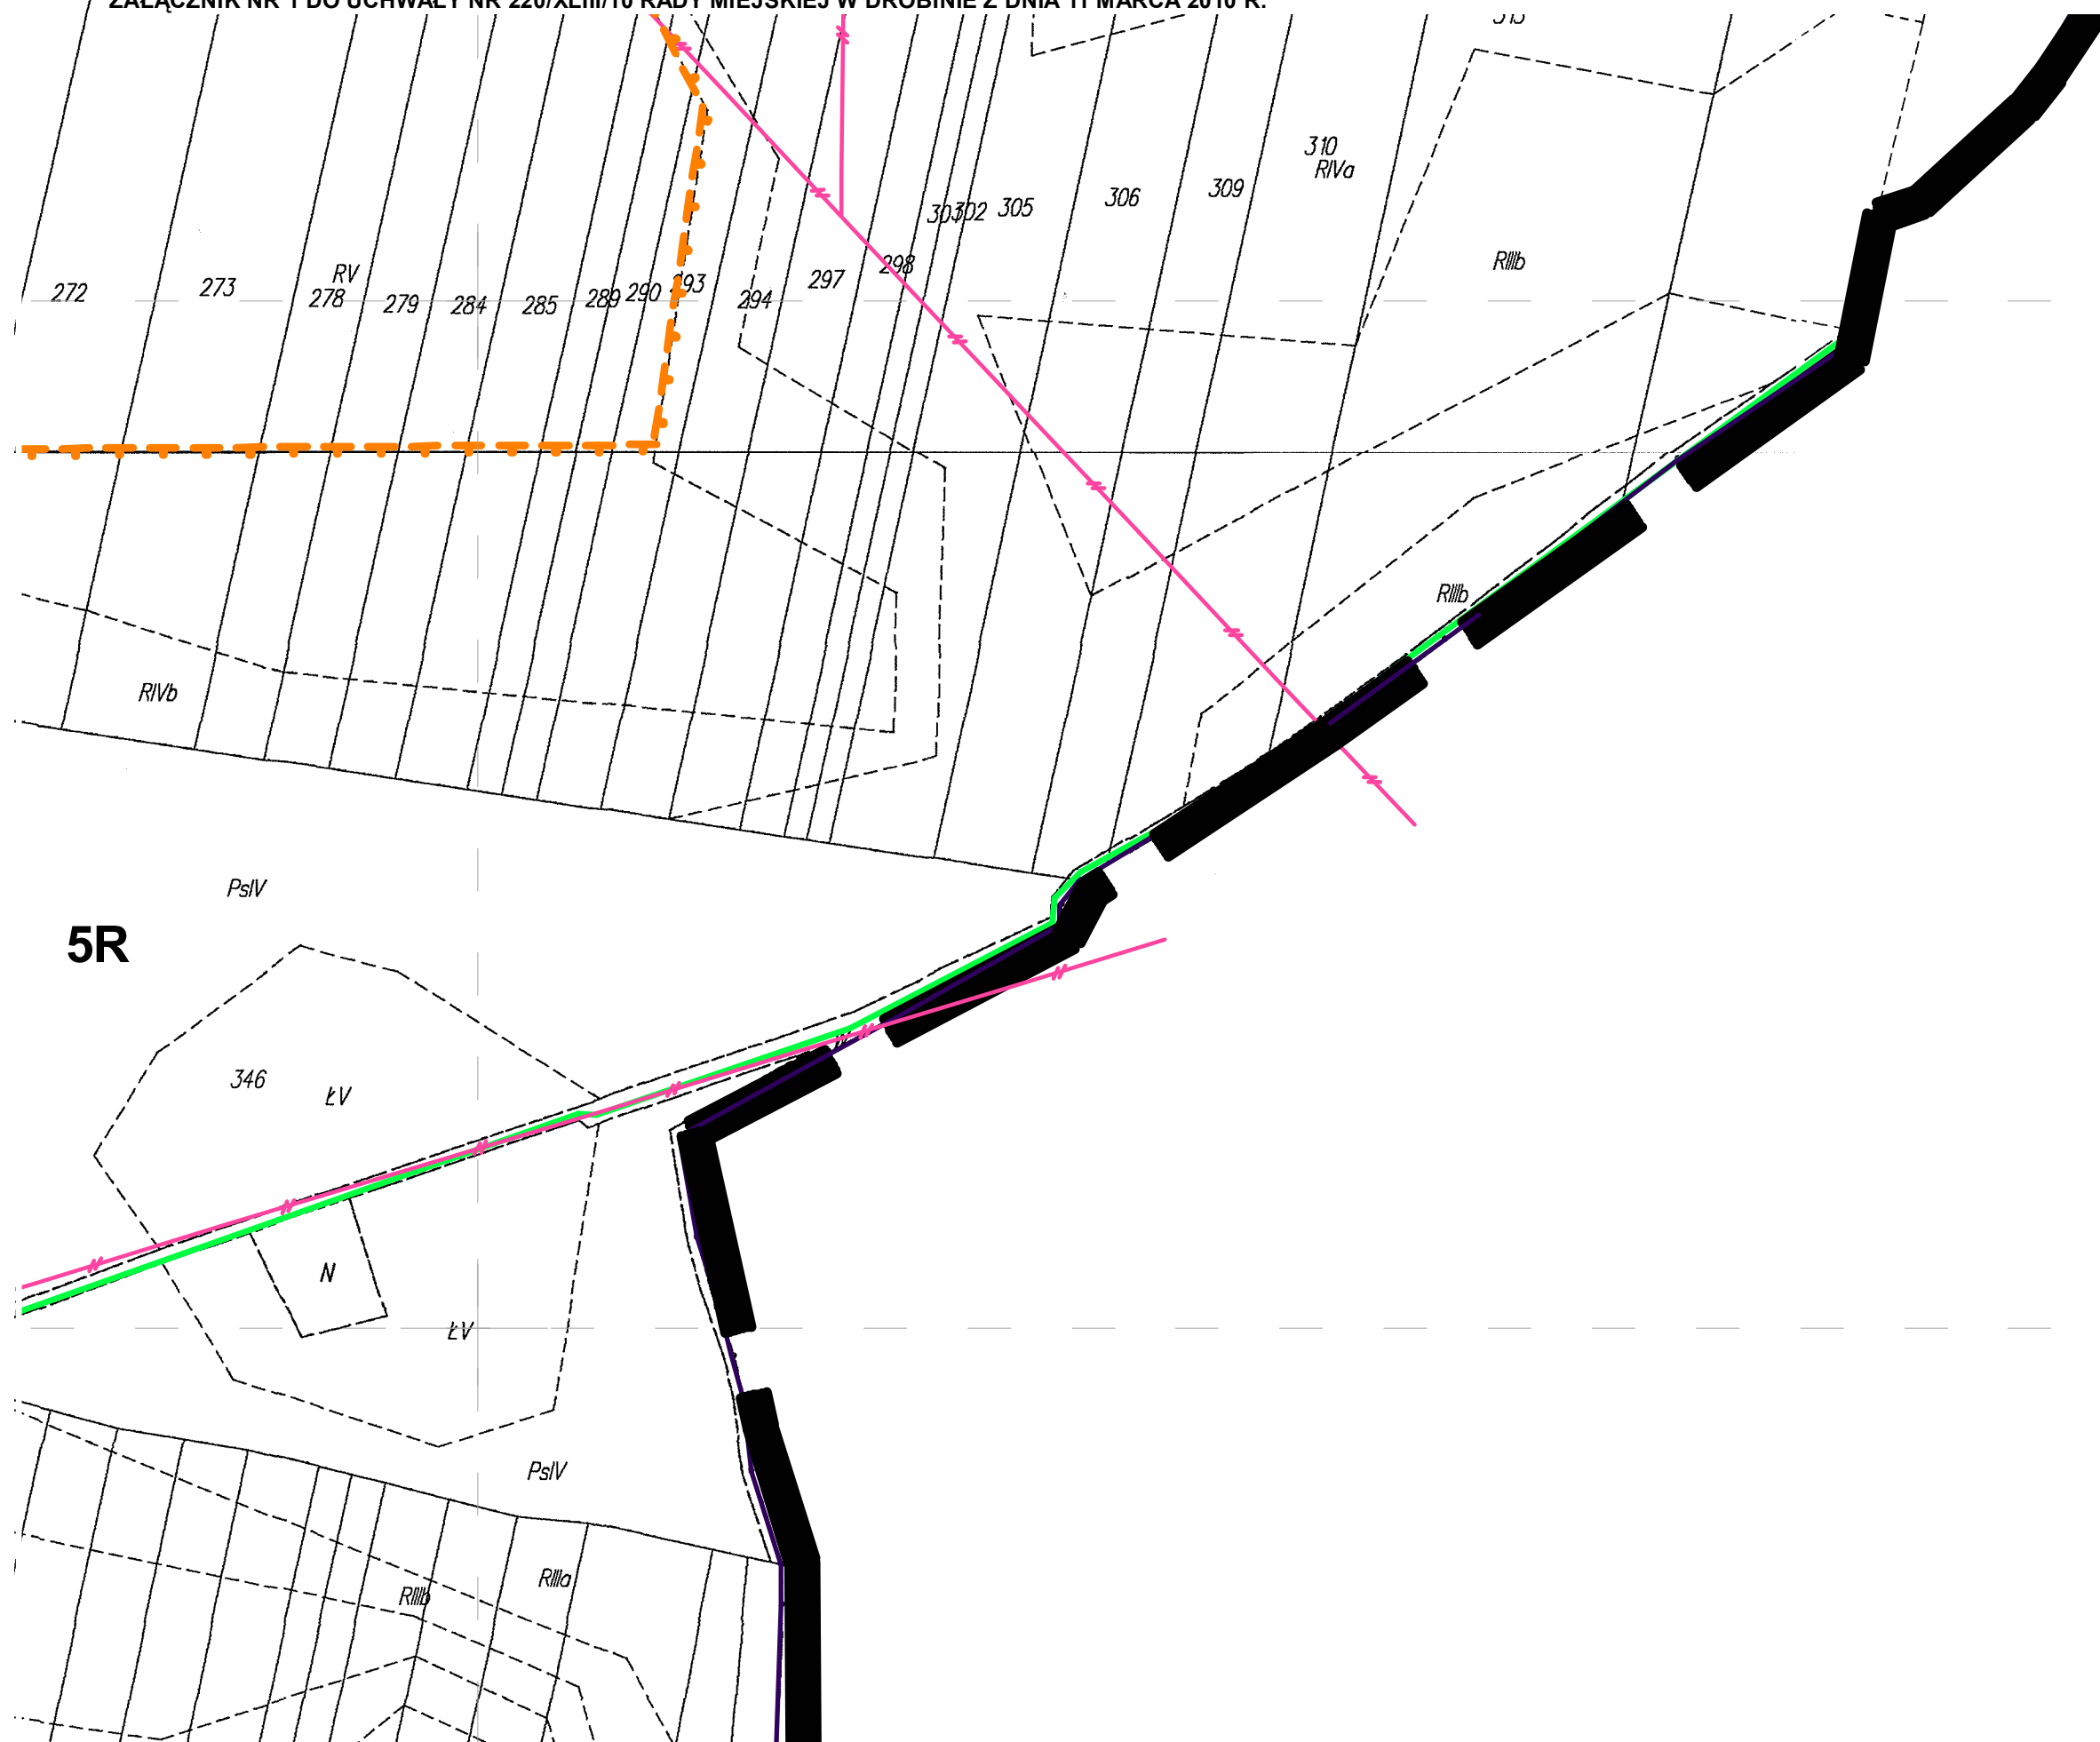 ZAŁĄCZNIK NR 1 DO UCHWAŁY NR 220/XLIII/10 RADY MIEJSKIEJ W DROBINIE Z DNIA 11 MARCA 2010 R.
310
RIVa
309
306
305
302
301
RIIIb
298
297
294
293
290
289
285
284
279
RV
278
273
272
RIIIb
RIVb
PsIV
5R
346
ŁV
N
ŁV
PsIV
RIIIa
RIIIb